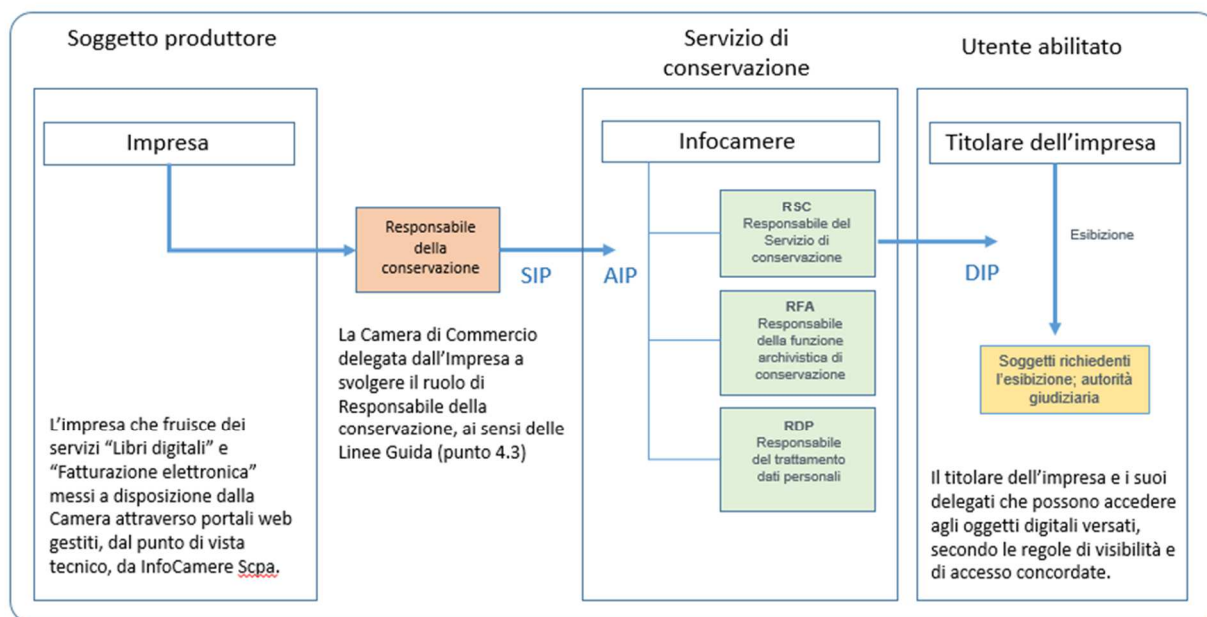 Soggetto produttore
Servizio di
conservazione
Utente abilitato
Impresa
Infocamere
Titolare dell’impresa
Responsabile
della
conservazione
SIP
AIP
RSC
Responsabile del
Servizio di
conservazione
DIP
Esibizione
RFA
Responsabile
della funzione
archivistica di
conservazione
RDP
Responsabile
del trattamento
dati personali
Soggetti richiedenti
l’esibizione; autorità
giudiziaria
L’impresa che fruisce dei
servizi “Libri digitali” e
“Fatturazione elettronica”
messi a disposizione dalla
Camera attraverso portali web
gestiti, dal punto di vista
tecnico, da InfoCamere Scpa.
La Camera di Commercio
delegata dall’Impresa a
svolgere il ruolo di
Responsabile della
conservazione, ai sensi delle
Linee Guida (punto 4.3)
Il titolare dell’impresa e i suoi
delegati che possono accedere
agli oggetti digitali versati,
secondo le regole di visibilità e
di accesso concordate.